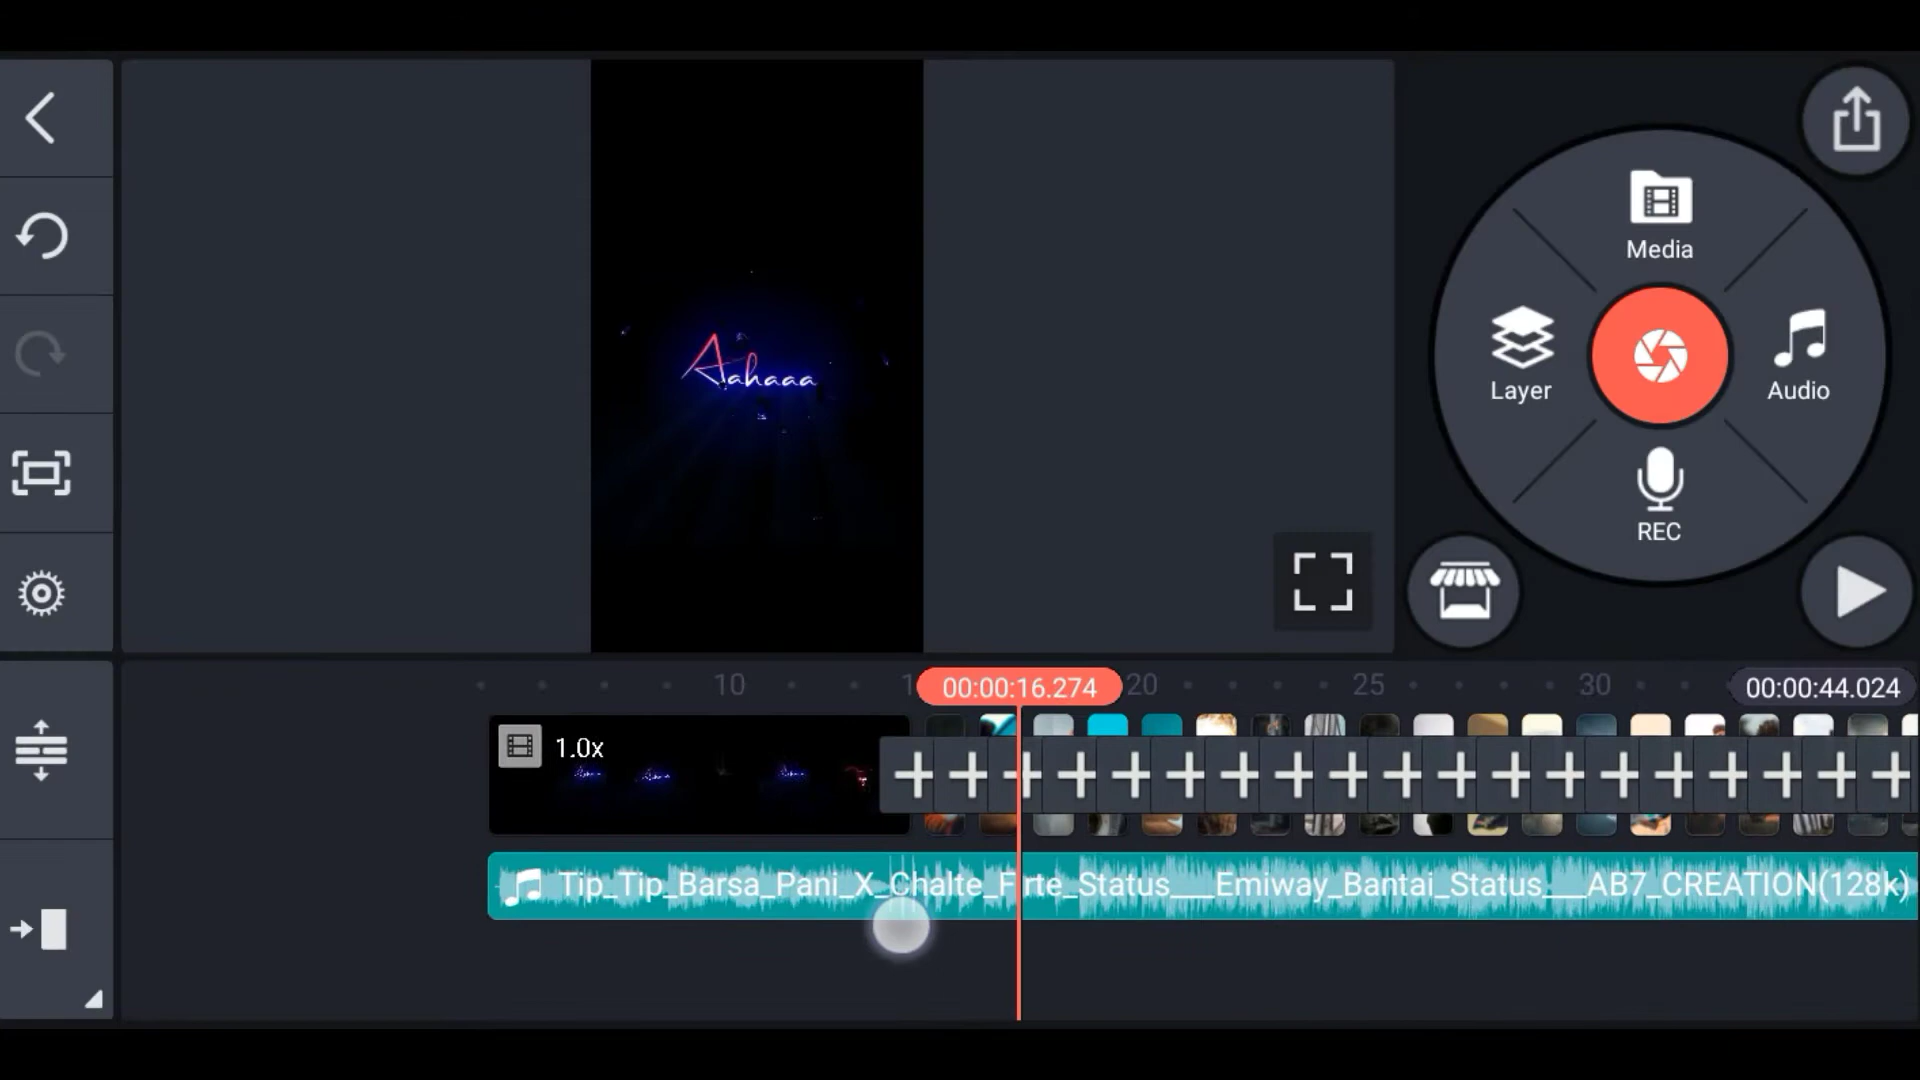 Aahaaa
Media
Layer
Audio
REC
10
00:00:16.274
20
25
30
00:00:44.024
1.0x
Tip_Tip_Barsa_Pani_X_Chalte_F rte_Status___Emiway_Bantai_Status___AB7_CREATION(128k)